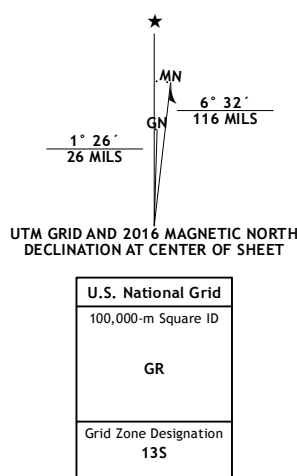 ★
MN
GN
6° 32´
116 MILS
1° 26´
26 MILS
UTM GRID AND 2016 MAGNETIC NORTH
DECLINATION AT CENTER OF SHEET
U.S. National Grid
100,000-m Square ID
GR
Grid Zone Designation
13S